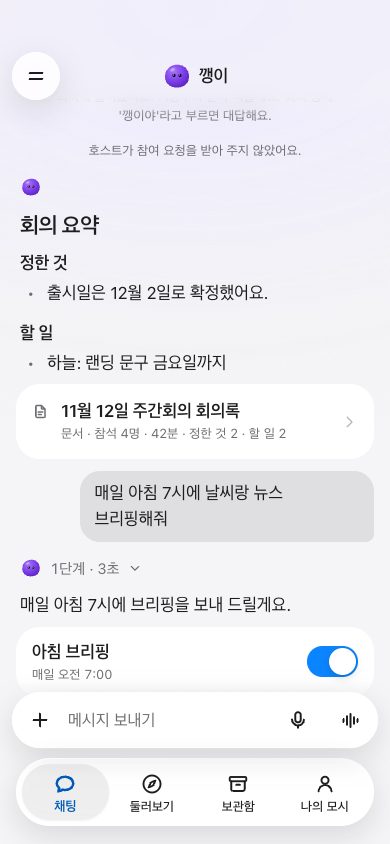 깽이
'깽이야'라고 부르면 대답해요.
호스트가 참여 요청을 받아 주지 않았어요.
회의 요약
정한 것
• 출시일은 12월 2일로 확정했어요.
할 일
• 하늘: 랜딩 문구 금요일까지
11월 12일 주간회의 회의록
문서 · 참석 4명 · 42분 · 정한 것 2 · 할 일 2
매일 아침 7시에 날씨랑 뉴스
브리핑해줘
1단계 · 3초
매일 아침 7시에 브리핑을 보내 드릴게요.
아침 브리핑
매일 오전 7:00
메시지 보내기
채팅 둘러보기 보관함 나의 모시